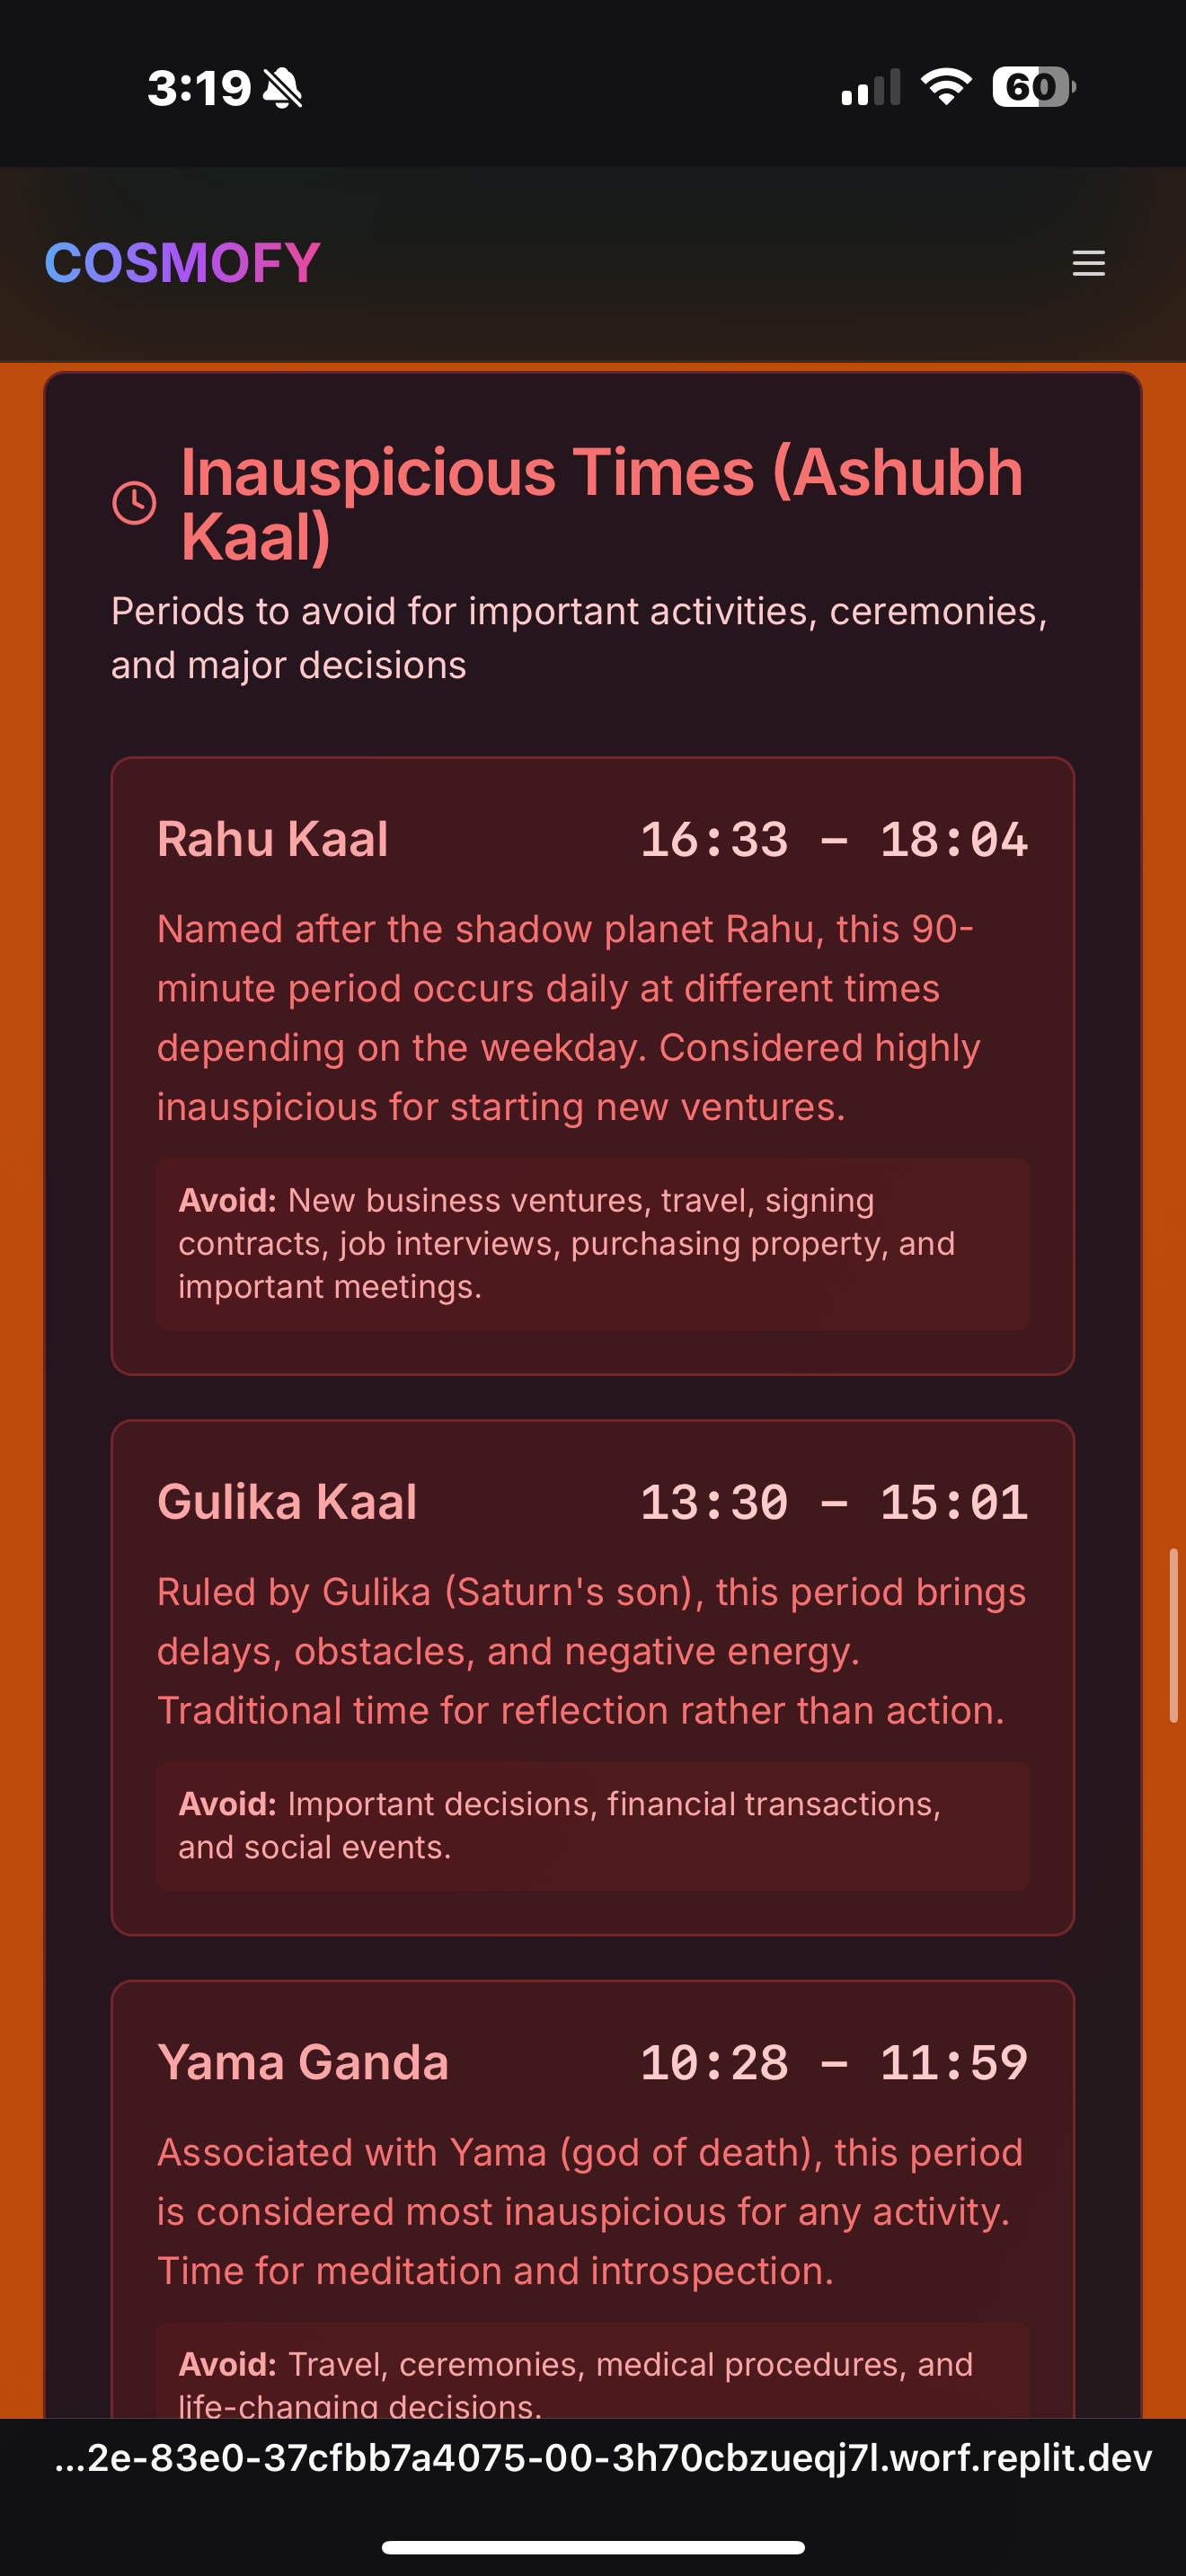 3:19
60
COSMOFY
Inauspicious Times (Ashubh
Kaal)
Periods to avoid for important activities, ceremonies,
and major decisions
Rahu Kaal 16:33 – 18:04
Named after the shadow planet Rahu, this 90-
minute period occurs daily at different times
depending on the weekday. Considered highly
inauspicious for starting new ventures.
Avoid: New business ventures, travel, signing
contracts, job interviews, purchasing property, and
important meetings.
Gulika Kaal 13:30 – 15:01
Ruled by Gulika (Saturn's son), this period brings
delays, obstacles, and negative energy.
Traditional time for reflection rather than action.
Avoid: Important decisions, financial transactions,
and social events.
Yama Ganda 10:28 – 11:59
Associated with Yama (god of death), this period
is considered most inauspicious for any activity.
Time for meditation and introspection.
Avoid: Travel, ceremonies, medical procedures, and
life-changing decisions.
...2e-83e0-37cfbb7a4075-00-3h70cbzueqj7l.worf.replit.dev